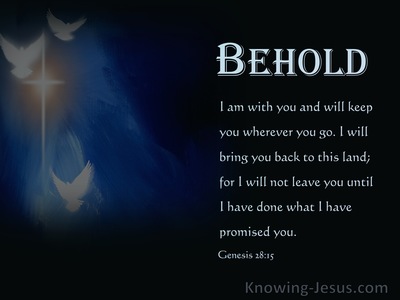 BEHOLD
I am with you and will keep
you wherever you go. I will
bring you back to this land;
for I will not leave you until
I have done what I have
promised you.
Genesis 28:15
Knowing-Jesus.com